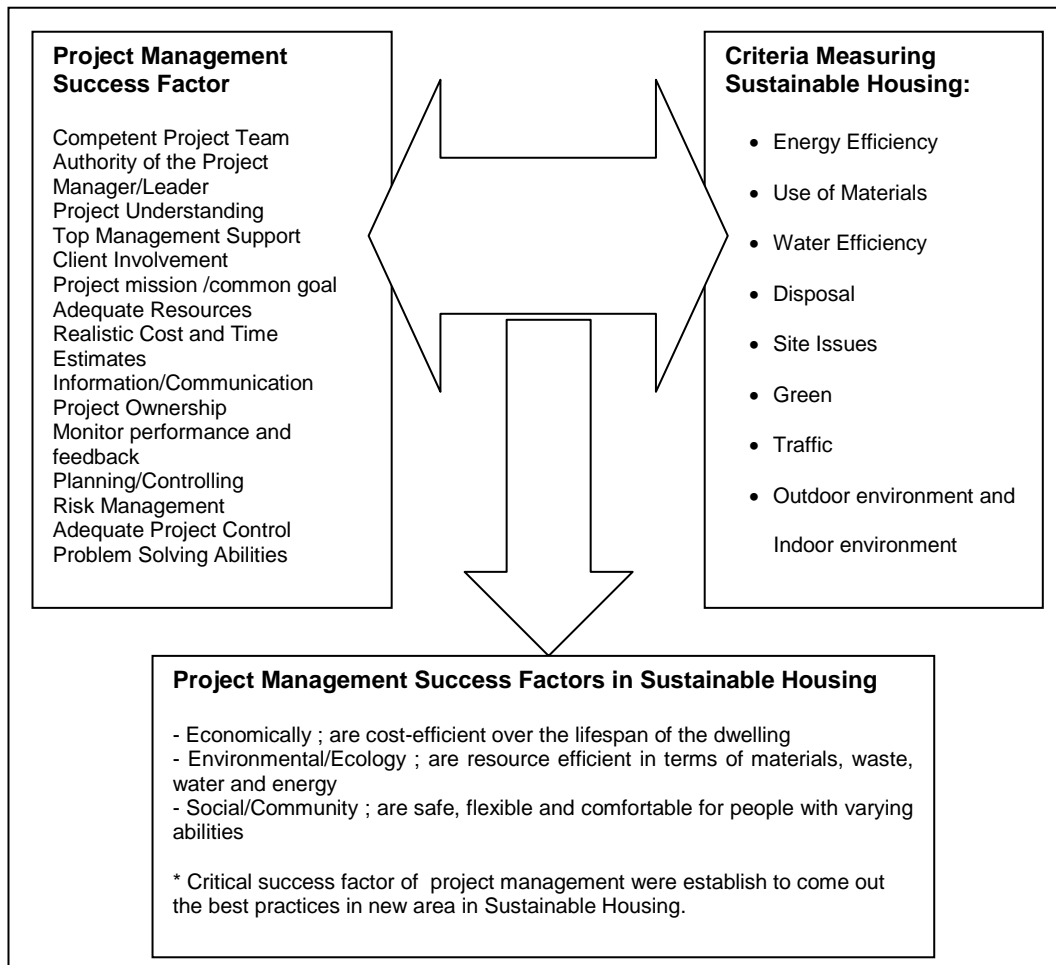 Project Management
Success Factor
Competent Project Team
Authority of the Project
Manager/Leader
Project Understanding
Top Management Support
Client Involvement
Project mission /common goal
Adequate Resources
Realistic Cost and Time
Estimates
Information/Communication
Project Ownership
Monitor performance and
feedback
Planning/Controlling
Risk Management
Adequate Project Control
Problem Solving Abilities
Criteria Measuring
Sustainable Housing:
• Energy Efficiency
• Use of Materials
• Water Efficiency
• Disposal
• Site Issues
• Green
• Traffic
• Outdoor environment and
Indoor environment
Project Management Success Factors in Sustainable Housing
- Economically ; are cost-efficient over the lifespan of the dwelling
- Environmental/Ecology ; are resource efficient in terms of materials, waste,
water and energy
- Social/Community ; are safe, flexible and comfortable for people with varying
abilities
* Critical success factor of project management were establish to come out
the best practices in new area in Sustainable Housing.